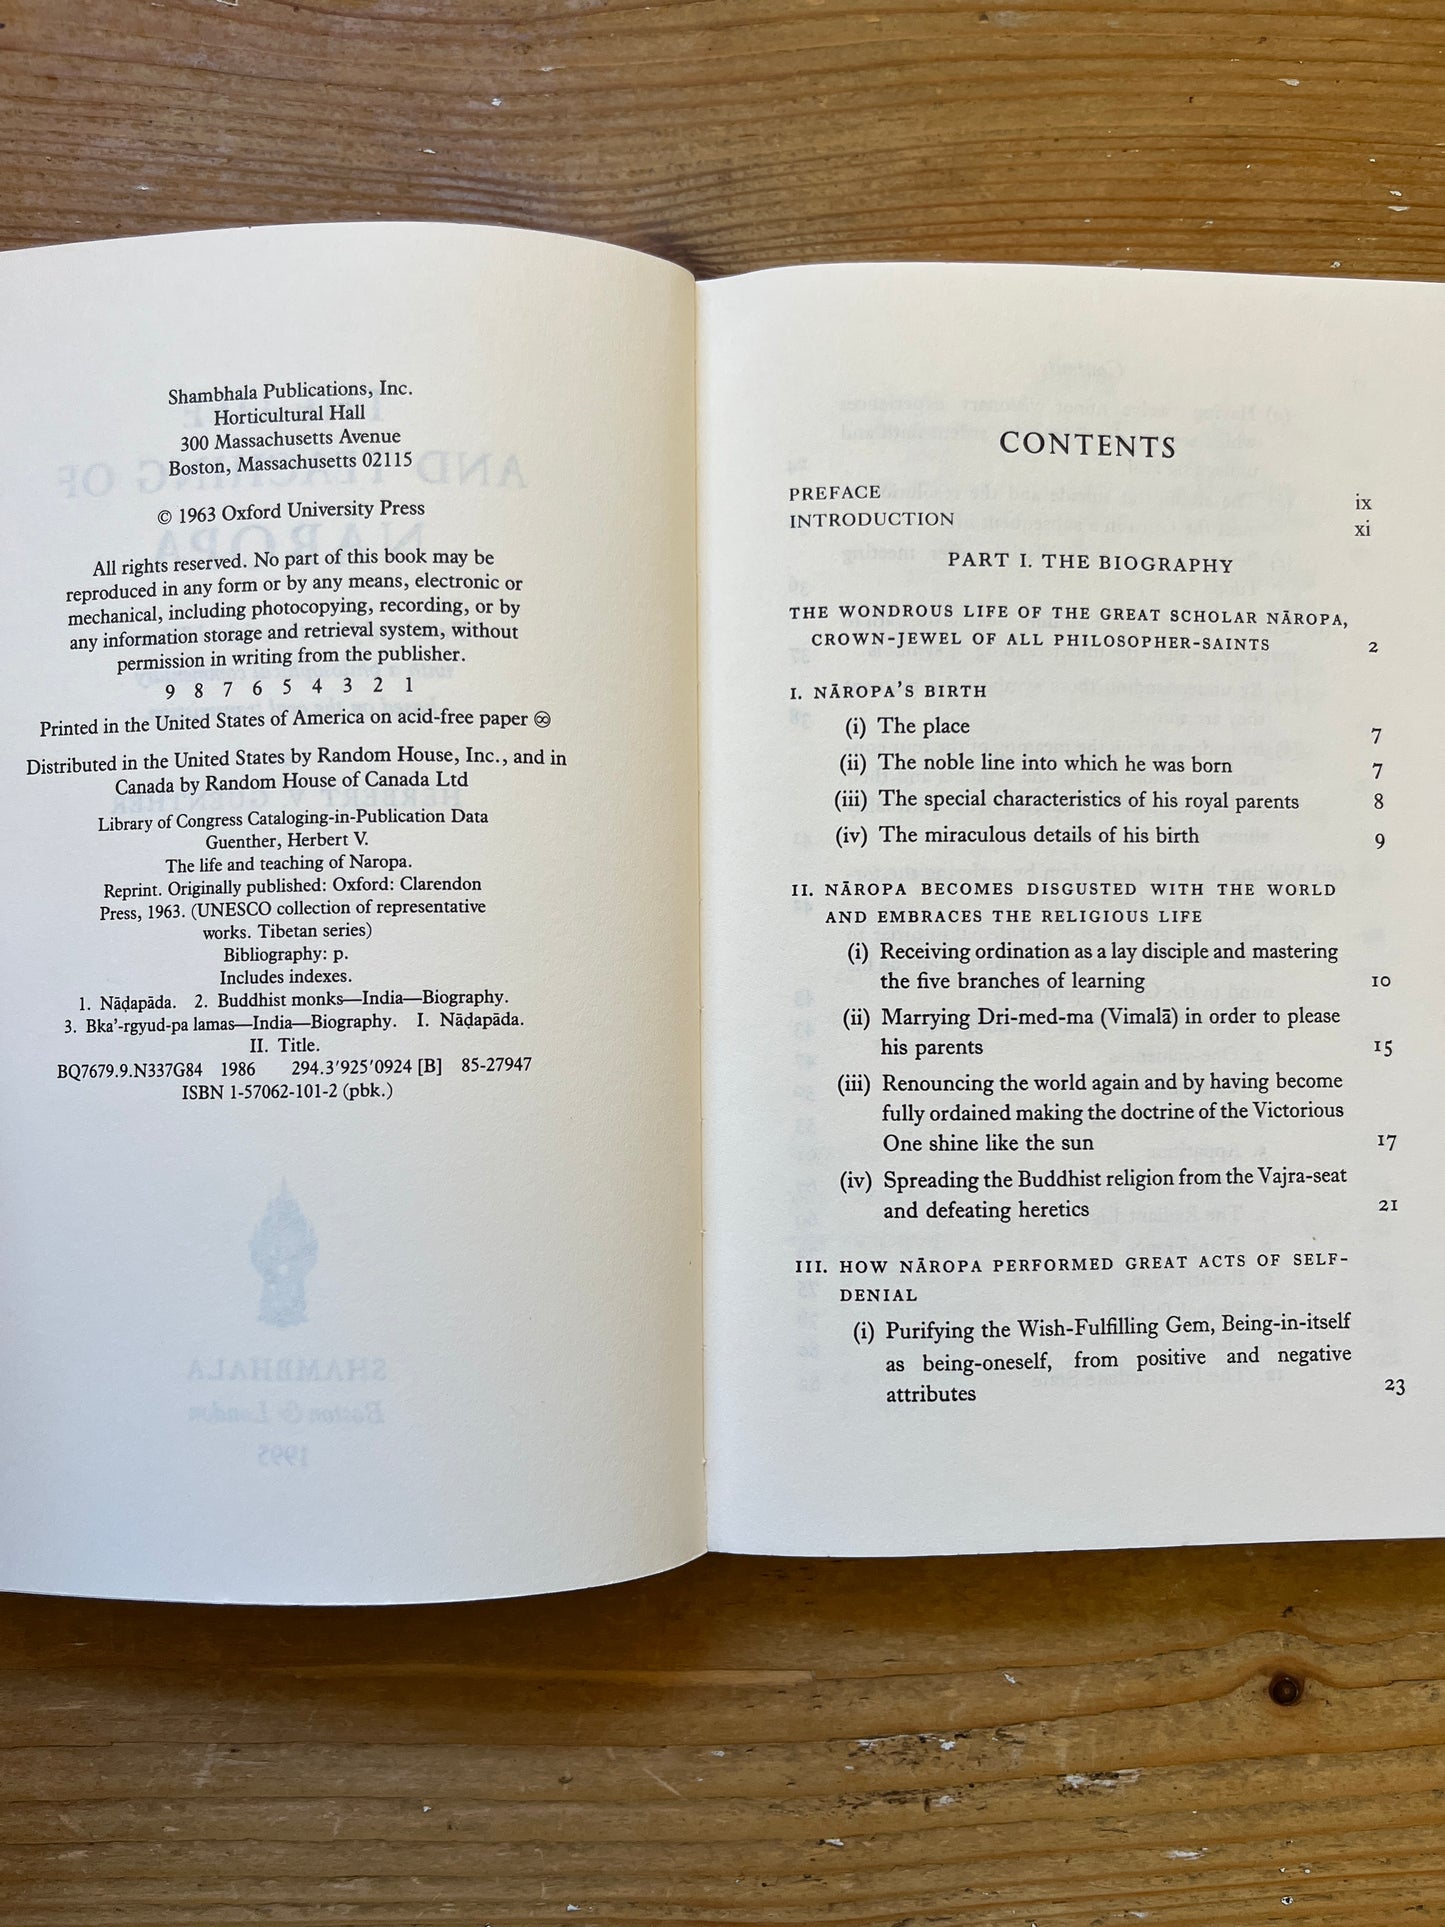 Shambhala Publications, Inc.
Horticultural Hall
300 Massachusetts Avenue
Boston, Massachusetts 02115
© 1963 Oxford University Press
All rights reserved. No part of this book may be
reproduced in any form or by any means, electronic or
mechanical, including photocopying, recording, or by
any information storage and retrieval system, without
permission in writing from the publisher.
9 8 7 6 5 4 3 2 1
Printed in the United States of America on acid-free paper ♾
Distributed in the United States by Random House, Inc., and in
Canada by Random House of Canada Ltd
Library of Congress Cataloging-in-Publication Data
Guenther, Herbert V.
The life and teaching of Naropa.
Reprint. Originally published: Oxford: Clarendon
Press, 1963. (UNESCO collection of representative
works. Tibetan series)
Bibliography: p.
Includes indexes.
1. Nāḍapāda. 2. Buddhist monks—India—Biography.
3. Bka’-rgyud-pa lamas—India—Biography. I. Nāḍapāda.
II. Title.
BQ7679.9.N337G84 1986 294.3′925′0924 [B] 85-27947
ISBN 1-57062-101-2 (pbk.)
CONTENTS
PREFACE ix
INTRODUCTION xi
PART I. THE BIOGRAPHY
THE WONDROUS LIFE OF THE GREAT SCHOLAR NĀROPA,
CROWN-JEWEL OF ALL PHILOSOPHER-SAINTS 2
I. NĀROPA’S BIRTH
(i) The place 7
(ii) The noble line into which he was born 7
(iii) The special characteristics of his royal parents 8
(iv) The miraculous details of his birth 9
II. NĀROPA BECOMES DISGUSTED WITH THE WORLD
AND EMBRACES THE RELIGIOUS LIFE
(i) Receiving ordination as a lay disciple and mastering
the five branches of learning 10
(ii) Marrying Dri-med-ma (Vimalā) in order to please
his parents 15
(iii) Renouncing the world again and by having become
fully ordained making the doctrine of the Victorious
One shine like the sun 17
(iv) Spreading the Buddhist religion from the Vajra-seat
and defeating heretics 21
III. HOW NĀROPA PERFORMED GREAT ACTS OF SELF-
DENIAL
(i) Purifying the Wish-Fulfilling Gem, Being-in-itself
as being-oneself, from positive and negative
attributes 23